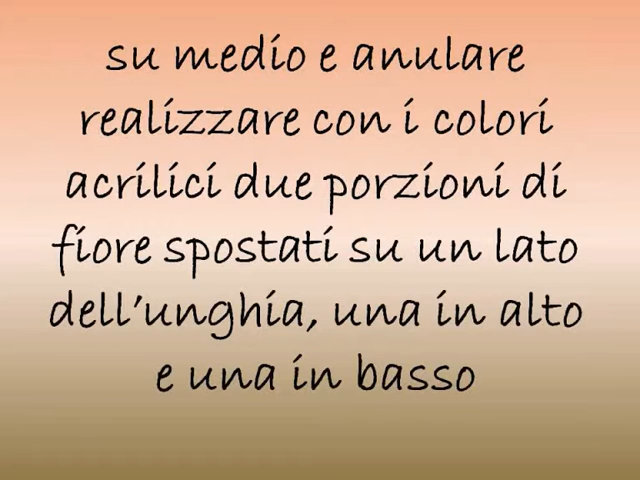 su medio e anulare
realizzare con i colori
acrilici due porzioni di
fiore spostati su un lato
dell'unghia, una in alto
e una in basso